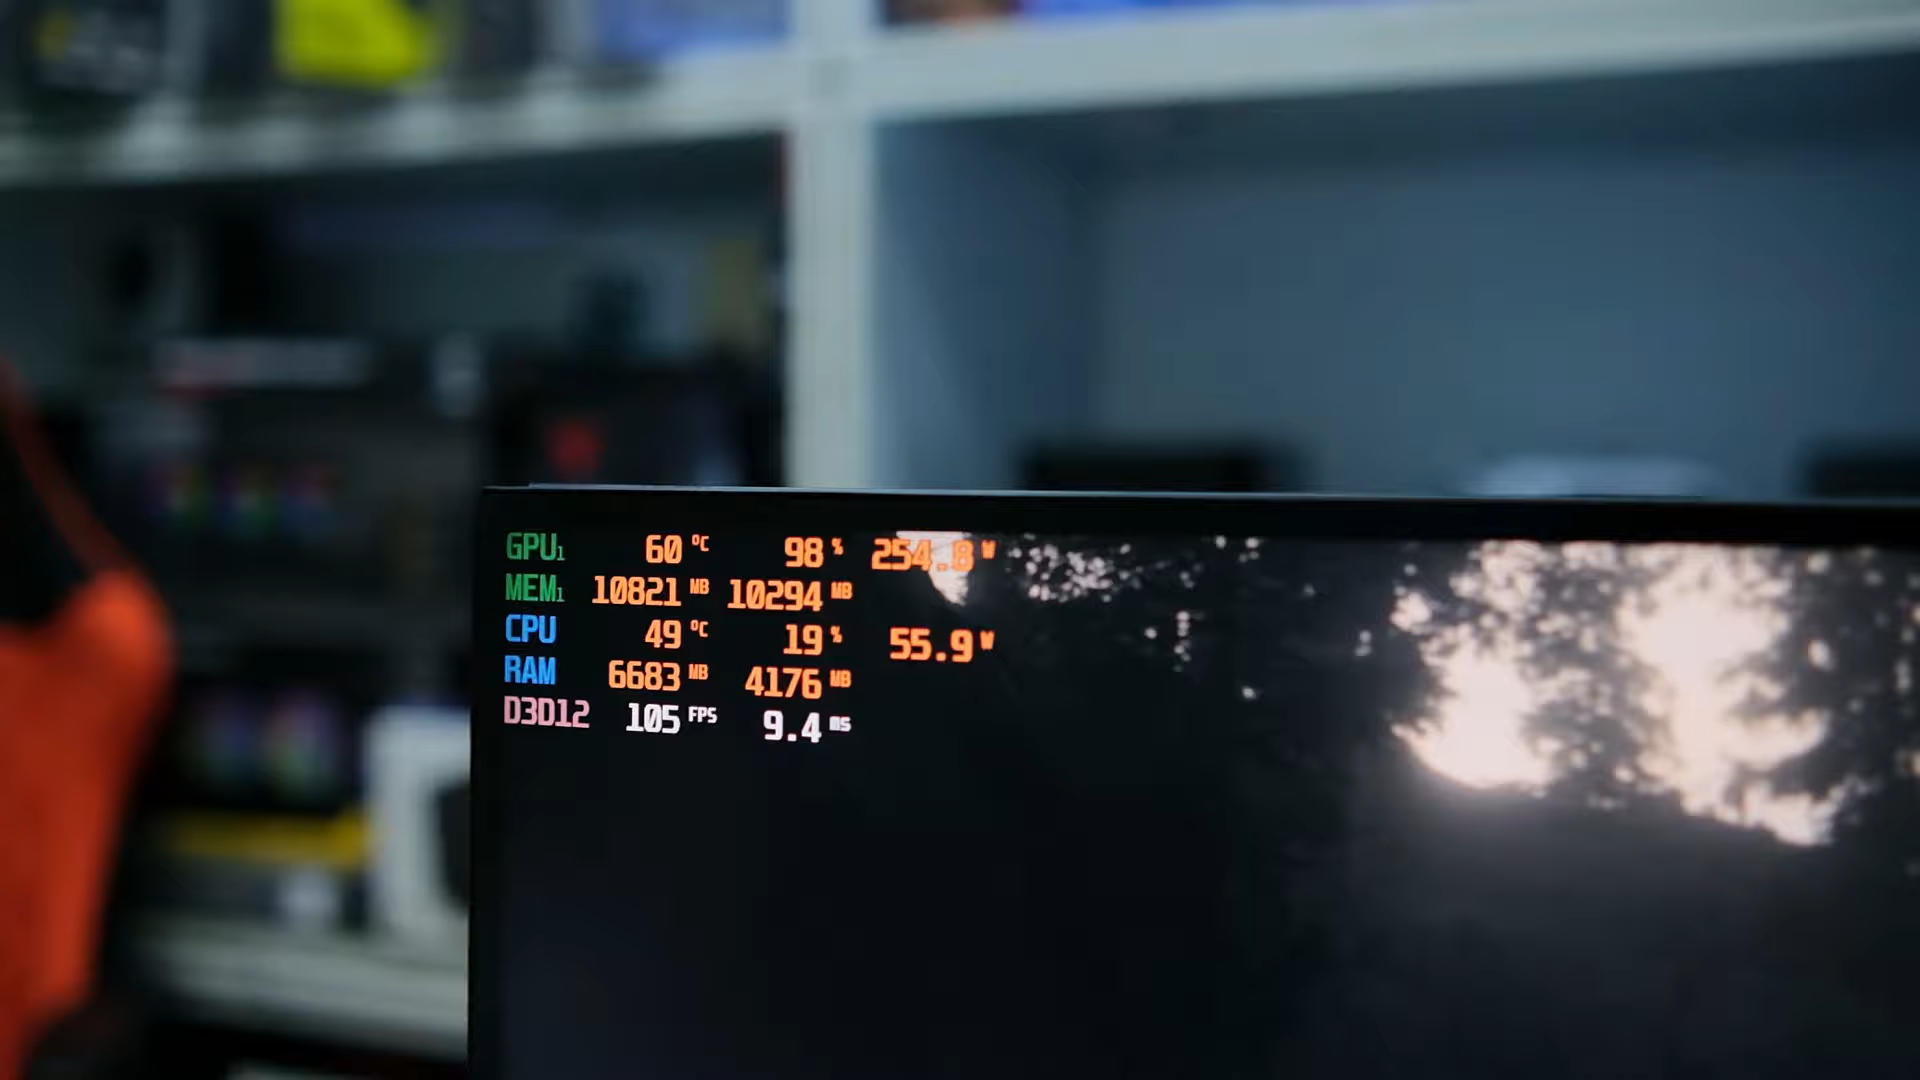 GPU1 60 °C 98 % 254.8 W
MEM1 10821 MB 10294 MB
CPU 49 °C 19 % 55.9 W
RAM 6683 MB 4176 MB
D3D12 105 FPS 9.4 ms